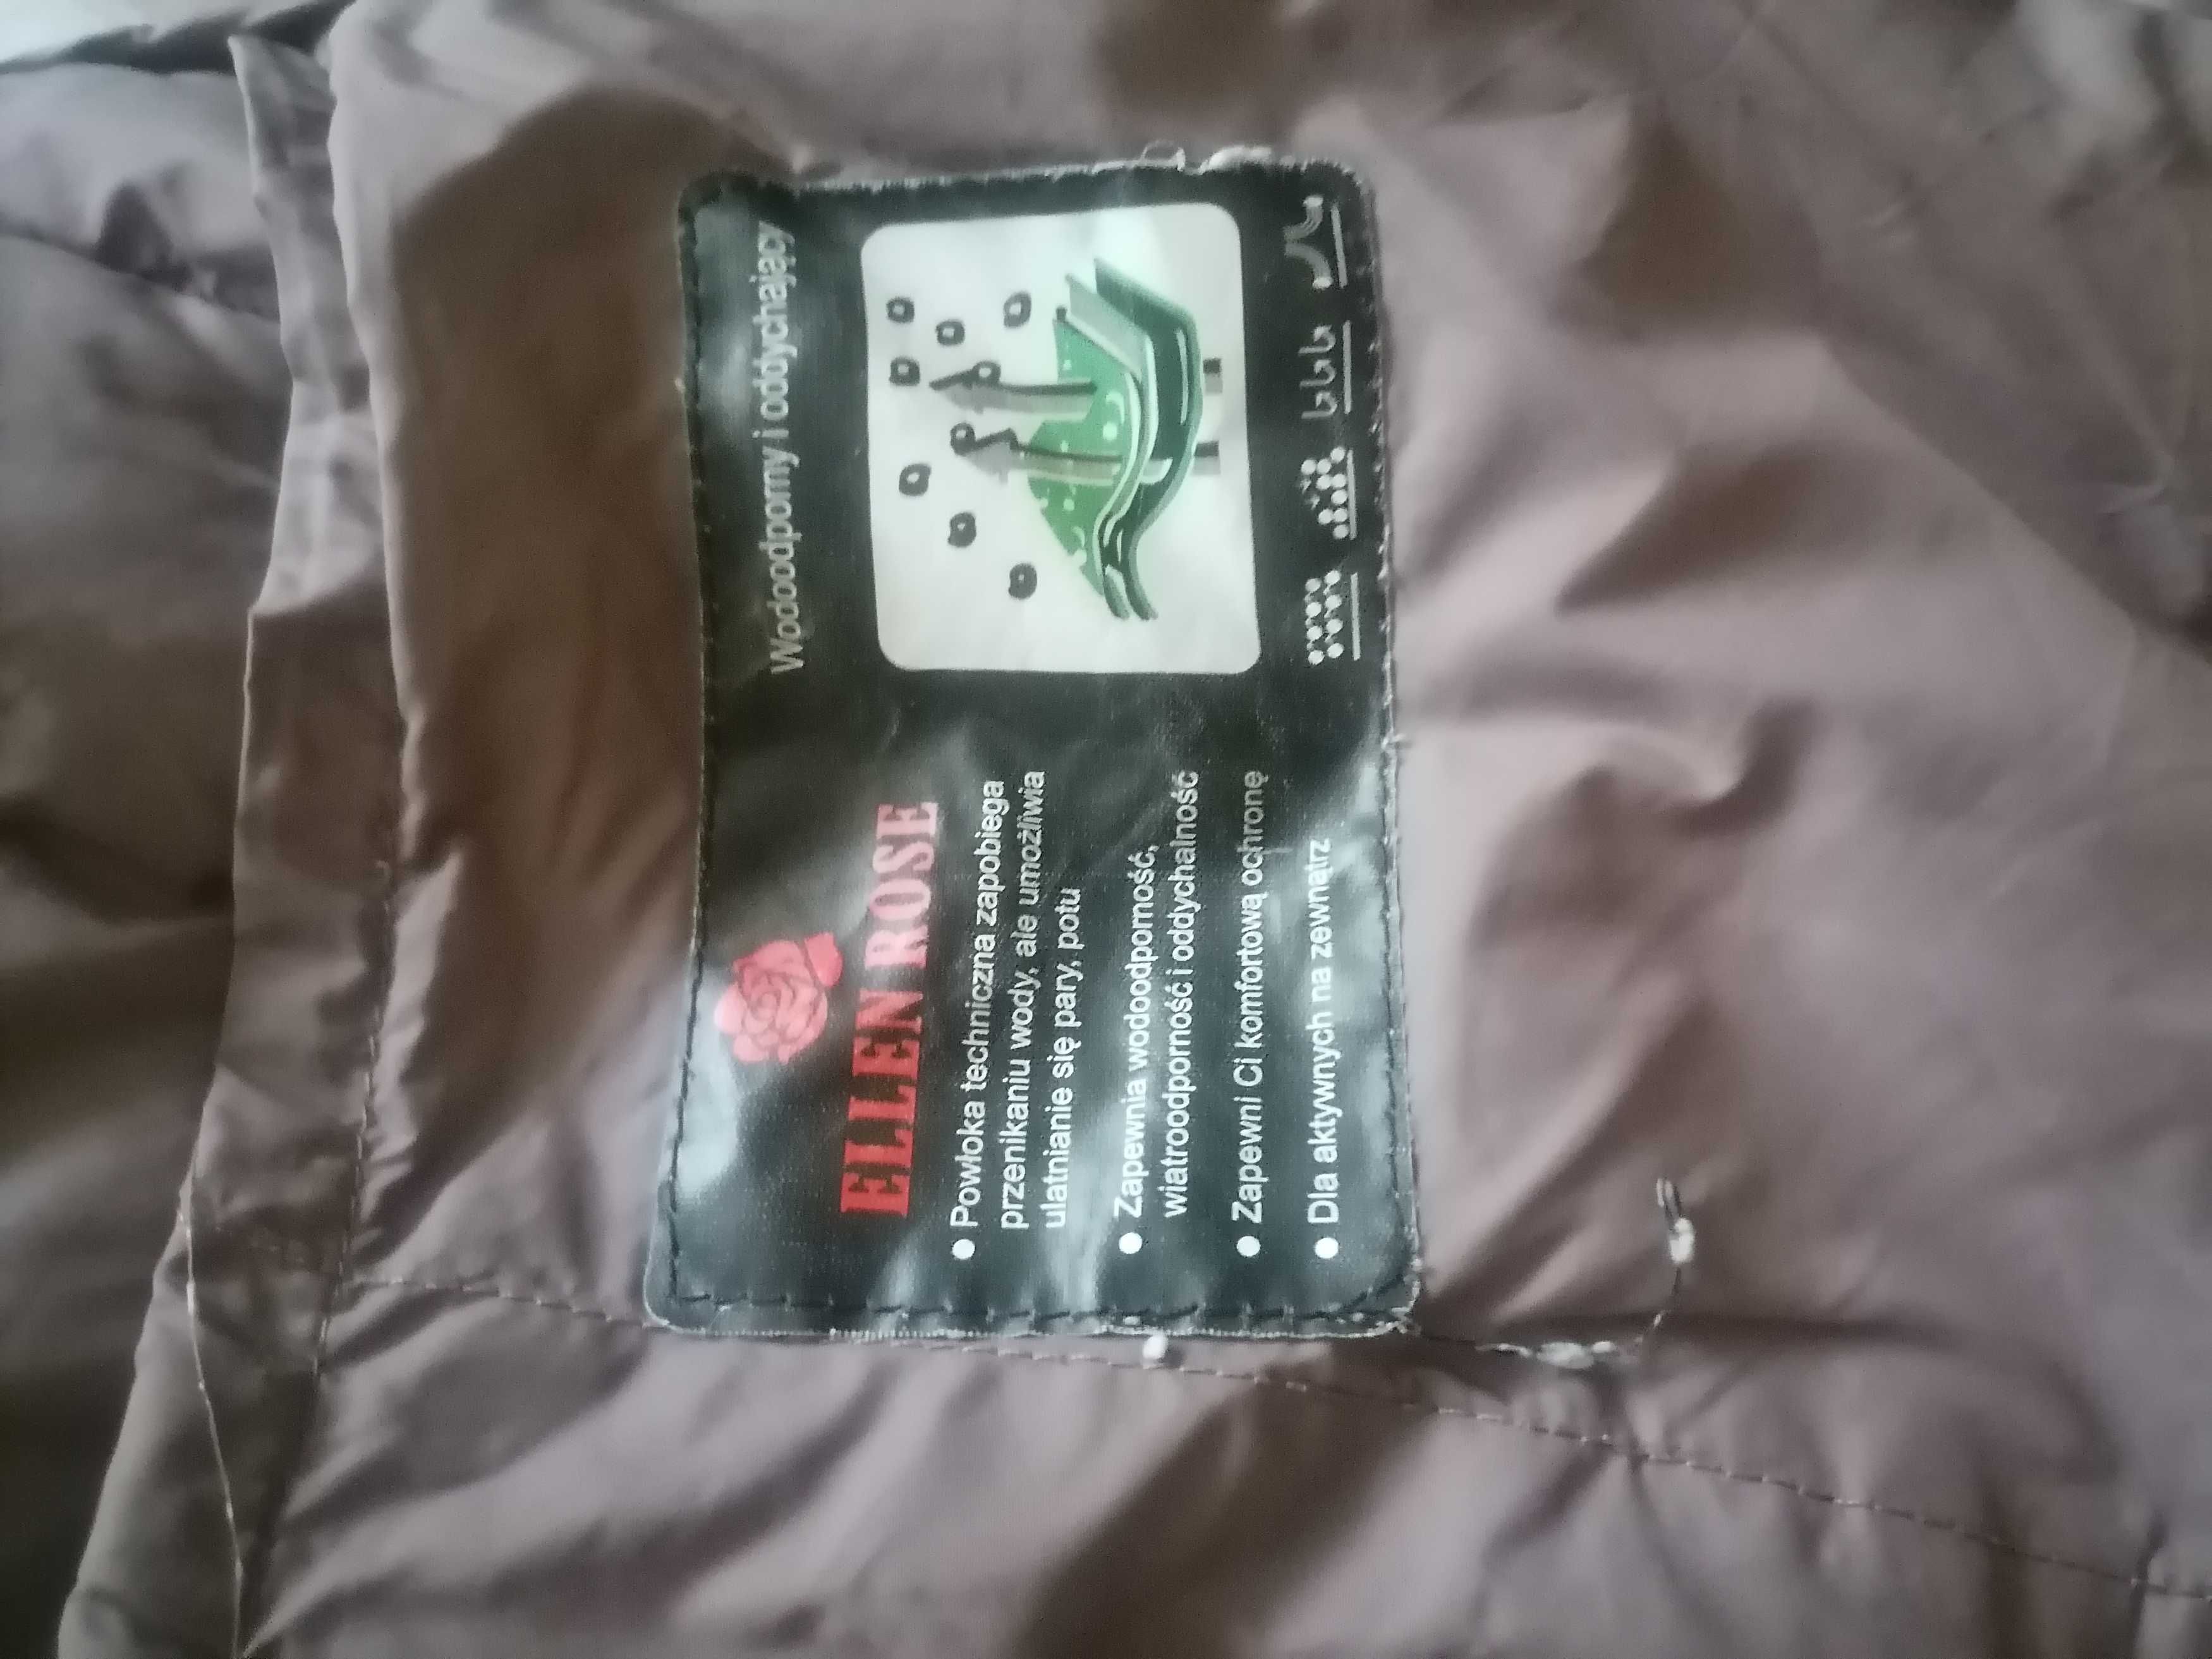 ELLEN ROSE
● Powłoka techniczna zapobiega
przenikaniu wody, ale umożliwia
ulatnianie się pary, potu
● Zapewnia wodoodporność,
wiatroodporność i oddychalność
● Zapewni Ci komfortową ochronę
● Dla aktywnych na zewnątrz
Wodoodporny i oddychający